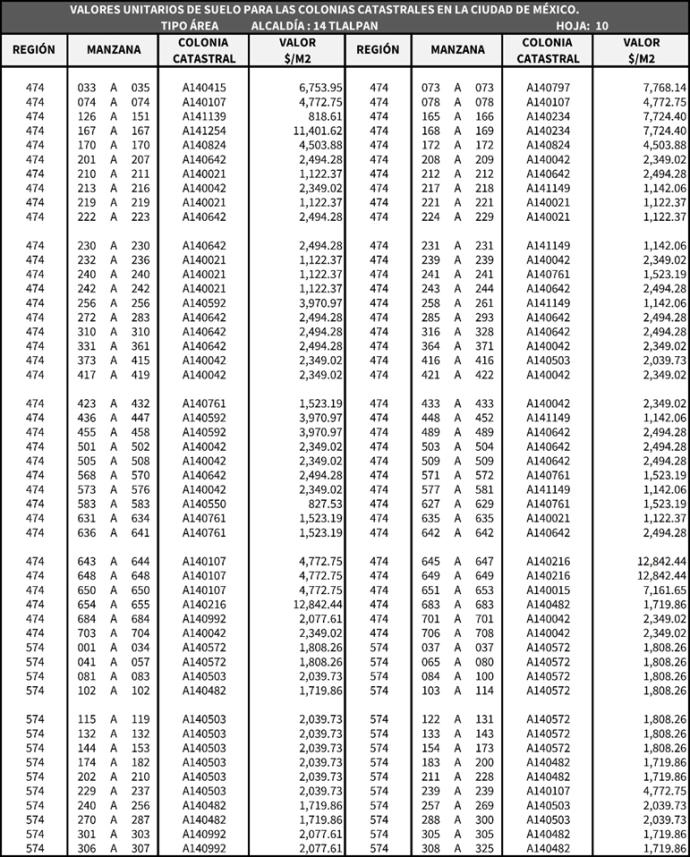 VALORES UNITARIOS DE SUELO PARA LAS COLONIAS CATASTRALES EN LA CIUDAD DE MÉXICO.
TIPO ÁREA ALCALDÍA : 14 TLALPAN HOJA: 10
REGIÓN MANZANA COLONIA CATASTRAL VALOR $/M2 REGIÓN MANZANA COLONIA CATASTRAL VALOR $/M2
474 033 A 035 A140415 6,753.95 474 073 A 073 A140797 7,768.14
474 074 A 074 A140107 4,772.75 474 078 A 078 A140107 4,772.75
474 126 A 151 A141139 818.61 474 165 A 166 A140234 7,724.40
474 167 A 167 A141254 11,401.62 474 168 A 169 A140234 7,724.40
474 170 A 170 A140824 4,503.88 474 172 A 172 A140824 4,503.88
474 201 A 207 A140642 2,494.28 474 208 A 209 A140042 2,349.02
474 210 A 211 A140021 1,122.37 474 212 A 212 A140642 2,494.28
474 213 A 216 A140042 2,349.02 474 217 A 218 A141149 1,142.06
474 219 A 219 A140021 1,122.37 474 221 A 221 A140021 1,122.37
474 222 A 223 A140642 2,494.28 474 224 A 229 A140021 1,122.37
474 230 A 230 A140642 2,494.28 474 231 A 231 A141149 1,142.06
474 232 A 236 A140021 1,122.37 474 239 A 239 A140042 2,349.02
474 240 A 240 A140021 1,122.37 474 241 A 241 A140761 1,523.19
474 242 A 242 A140021 1,122.37 474 243 A 244 A140642 2,494.28
474 256 A 256 A140592 3,970.97 474 258 A 261 A141149 1,142.06
474 272 A 283 A140642 2,494.28 474 285 A 293 A140642 2,494.28
474 310 A 310 A140642 2,494.28 474 316 A 328 A140642 2,494.28
474 331 A 361 A140642 2,494.28 474 364 A 371 A140042 2,349.02
474 373 A 415 A140042 2,349.02 474 416 A 416 A140503 2,039.73
474 417 A 419 A140042 2,349.02 474 421 A 422 A140042 2,349.02
474 423 A 432 A140761 1,523.19 474 433 A 433 A140042 2,349.02
474 436 A 447 A140592 3,970.97 474 448 A 452 A141149 1,142.06
474 455 A 458 A140592 3,970.97 474 489 A 489 A140642 2,494.28
474 501 A 502 A140042 2,349.02 474 503 A 504 A140642 2,494.28
474 505 A 508 A140042 2,349.02 474 509 A 509 A140642 2,494.28
474 568 A 570 A140642 2,494.28 474 571 A 572 A140761 1,523.19
474 573 A 576 A140042 2,349.02 474 577 A 581 A141149 1,142.06
474 583 A 583 A140550 827.53 474 627 A 629 A140761 1,523.19
474 631 A 634 A140761 1,523.19 474 635 A 635 A140021 1,122.37
474 636 A 641 A140761 1,523.19 474 642 A 642 A140642 2,494.28
474 643 A 644 A140107 4,772.75 474 645 A 647 A140216 12,842.44
474 648 A 648 A140107 4,772.75 474 649 A 649 A140216 12,842.44
474 650 A 650 A140107 4,772.75 474 651 A 653 A140015 7,161.65
474 654 A 655 A140216 12,842.44 474 683 A 683 A140482 1,719.86
474 684 A 684 A140992 2,077.61 474 701 A 701 A140042 2,349.02
474 703 A 704 A140042 2,349.02 474 706 A 708 A140042 2,349.02
574 001 A 034 A140572 1,808.26 574 037 A 037 A140572 1,808.26
574 041 A 057 A140572 1,808.26 574 065 A 080 A140572 1,808.26
574 081 A 083 A140503 2,039.73 574 084 A 100 A140572 1,808.26
574 102 A 102 A140482 1,719.86 574 103 A 114 A140572 1,808.26
574 115 A 119 A140503 2,039.73 574 122 A 131 A140572 1,808.26
574 132 A 132 A140503 2,039.73 574 133 A 143 A140572 1,808.26
574 144 A 153 A140503 2,039.73 574 154 A 173 A140572 1,808.26
574 174 A 182 A140503 2,039.73 574 183 A 200 A140482 1,719.86
574 202 A 210 A140503 2,039.73 574 211 A 228 A140482 1,719.86
574 229 A 237 A140503 2,039.73 574 239 A 239 A140107 4,772.75
574 240 A 256 A140482 1,719.86 574 257 A 269 A140503 2,039.73
574 270 A 287 A140482 1,719.86 574 288 A 300 A140503 2,039.73
574 301 A 303 A140992 2,077.61 574 305 A 305 A140482 1,719.86
574 306 A 307 A140992 2,077.61 574 308 A 325 A140482 1,719.86